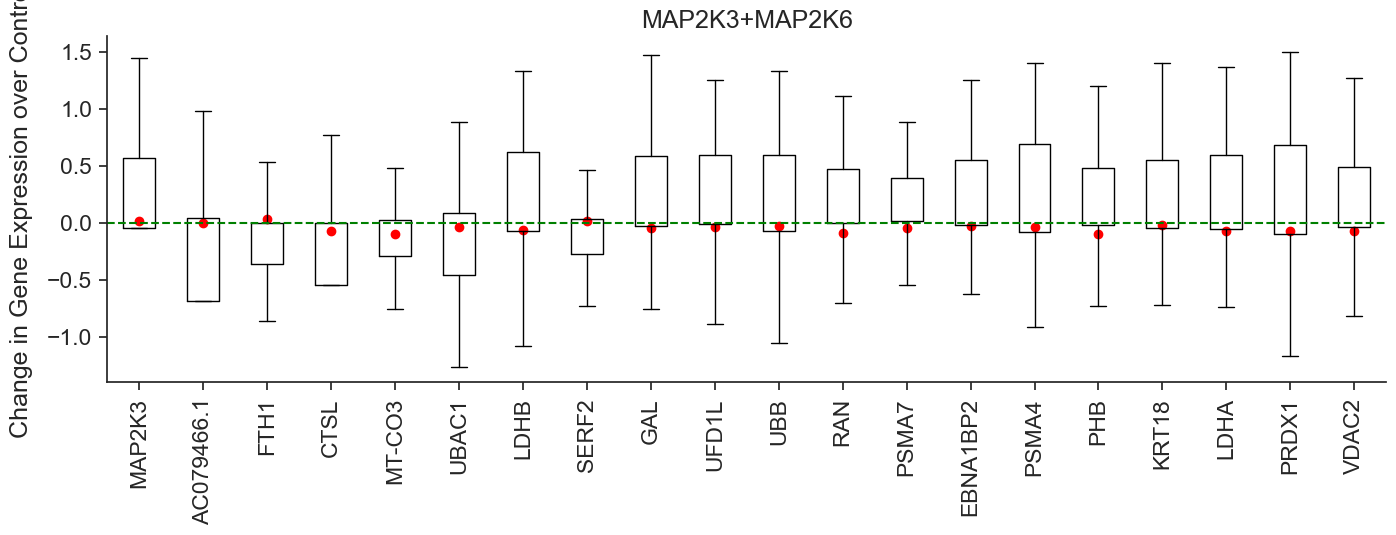 MAP2K3+MAP2K6
Change in Gene Expression over
1.5
1.0
0.5
0.0
−0.5
−1.0
MAP2K3
AC079466.1
FTH1
CTSL
MT-CO3
UBAC1
LDHB
SERF2
GAL
UFD1L
UBB
RAN
PSMA7
EBNA1BP2
PSMA4
PHB
KRT18
LDHA
PRDX1
VDAC2